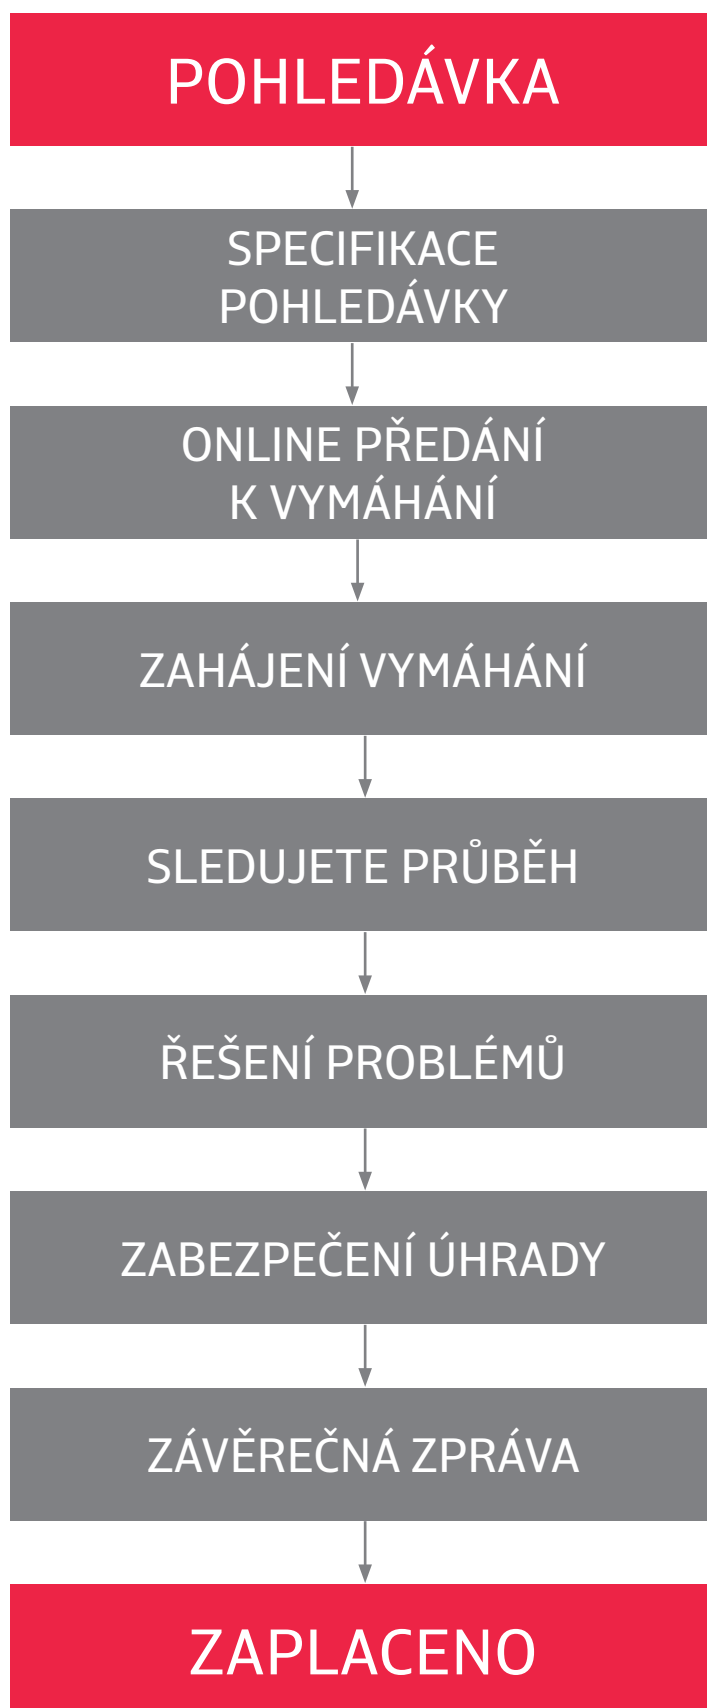 POHLEDÁVKA
SPECIFIKACE
POHLEDÁVKY
ONLINE PŘEDÁNÍ
K VYMÁHÁNÍ
ZAHÁJENÍ VYMÁHÁNÍ
SLEDUJETE PRŮBĚH
ŘEŠENÍ PROBLÉMŮ
ZABEZPEČENÍ ÚHRADY
ZÁVĚREČNÁ ZPRÁVA
ZAPLACENO